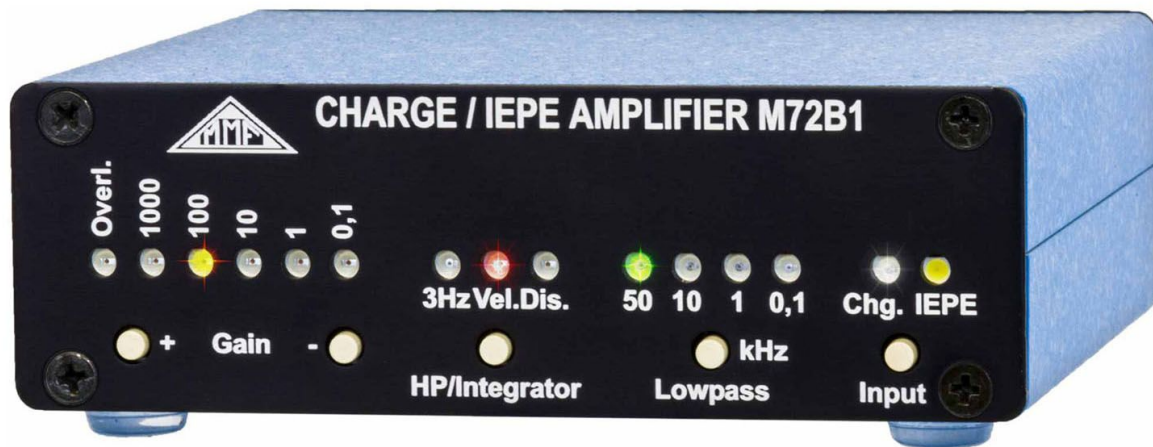 CHARGE / IEPE AMPLIFIER M72B1
MMF
Overl. 1000 100 10 1 0,1
3Hz Vel. Dis.
50 10 1 0,1
Chg. IEPE
+ Gain -
kHz
HP/Integrator
Lowpass
Input